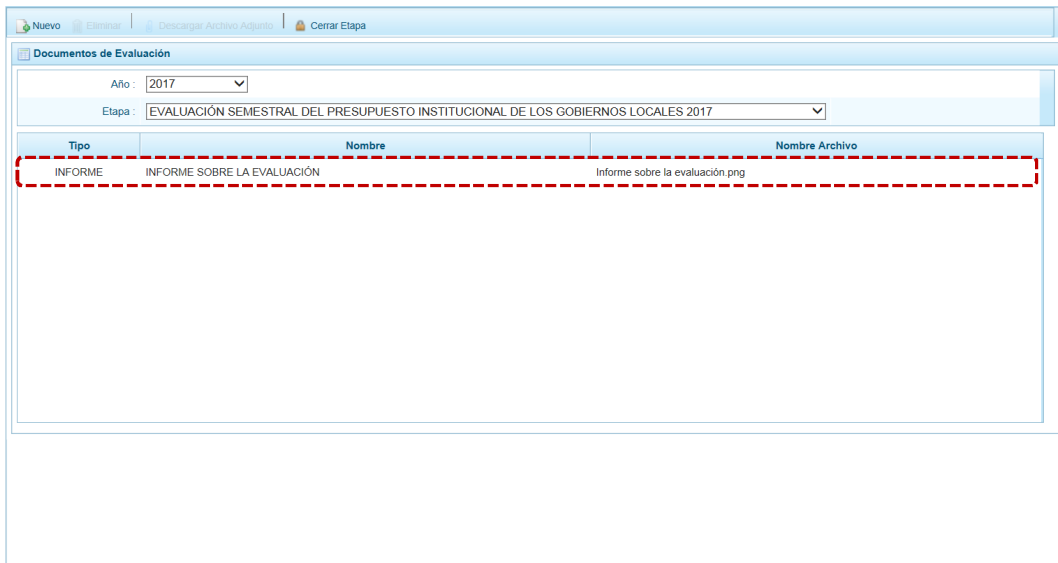 Nuevo Eliminar Descargar Archivo Adjunto Cerrar Etapa
Documentos de Evaluación
Año : 2017
Etapa : EVALUACIÓN SEMESTRAL DEL PRESUPUESTO INSTITUCIONAL DE LOS GOBIERNOS LOCALES 2017
Tipo Nombre Nombre Archivo
INFORME INFORME SOBRE LA EVALUACIÓN Informe sobre la evaluación.png